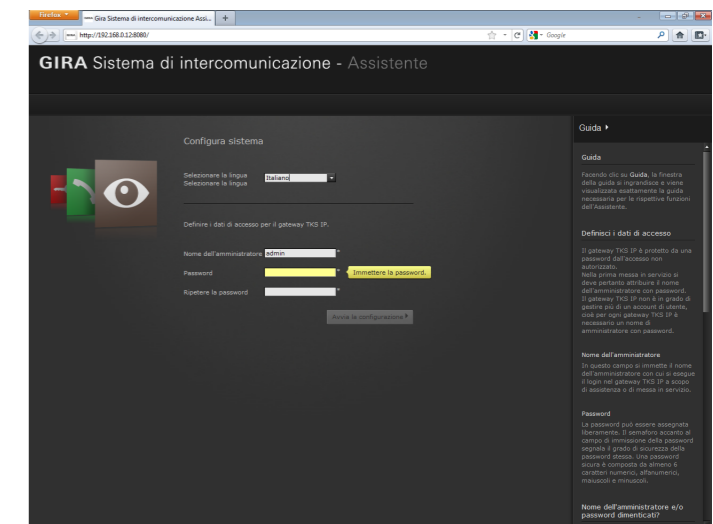 Firefox
Gira Sistema di intercomunicazione Assi...
http://192.168.0.12:8080/
Google
GIRA Sistema di intercomunicazione - Assistente
Configura sistema
Selezionare la lingua
Selezionare la lingua
Italiano
Definire i dati di accesso per il gateway TKS IP.
Nome dell'amministratore admin *
Password * Immettere la password.
Ripetere la password *
Avvia la configurazione
Guida
Guida
Facendo clic su Guida, la finestra
della guida si ingrandisce e viene
visualizzata esattamente la guida
necessaria per le rispettive funzioni
dell'Assistente.
Definisci i dati di accesso
Il gateway TKS IP è protetto da una
password dall'accesso non
autorizzato.
Nella prima messa in servizio si
deve pertanto attribuire il nome
dell'amministratore con password.
Il gateway TKS IP non è in grado di
gestire più di un account di utente,
cioè per ogni gateway TKS IP è
necessario un nome di
amministratore con password.
Nome dell'amministratore
In questo campo si immette il nome
dell'amministratore con cui si esegue
il login nel gateway TKS IP a scopo
di assistenza o di messa in servizio.
Password
La password può essere assegnata
liberamente. Il semaforo accanto al
campo di immissione della password
segnala il grado di sicurezza della
password stessa. Una password
sicura è composta da almeno 6
caratteri numerici, alfanumerici,
maiuscoli e minuscoli.
Nome dell'amministratore e/o
password dimenticati?